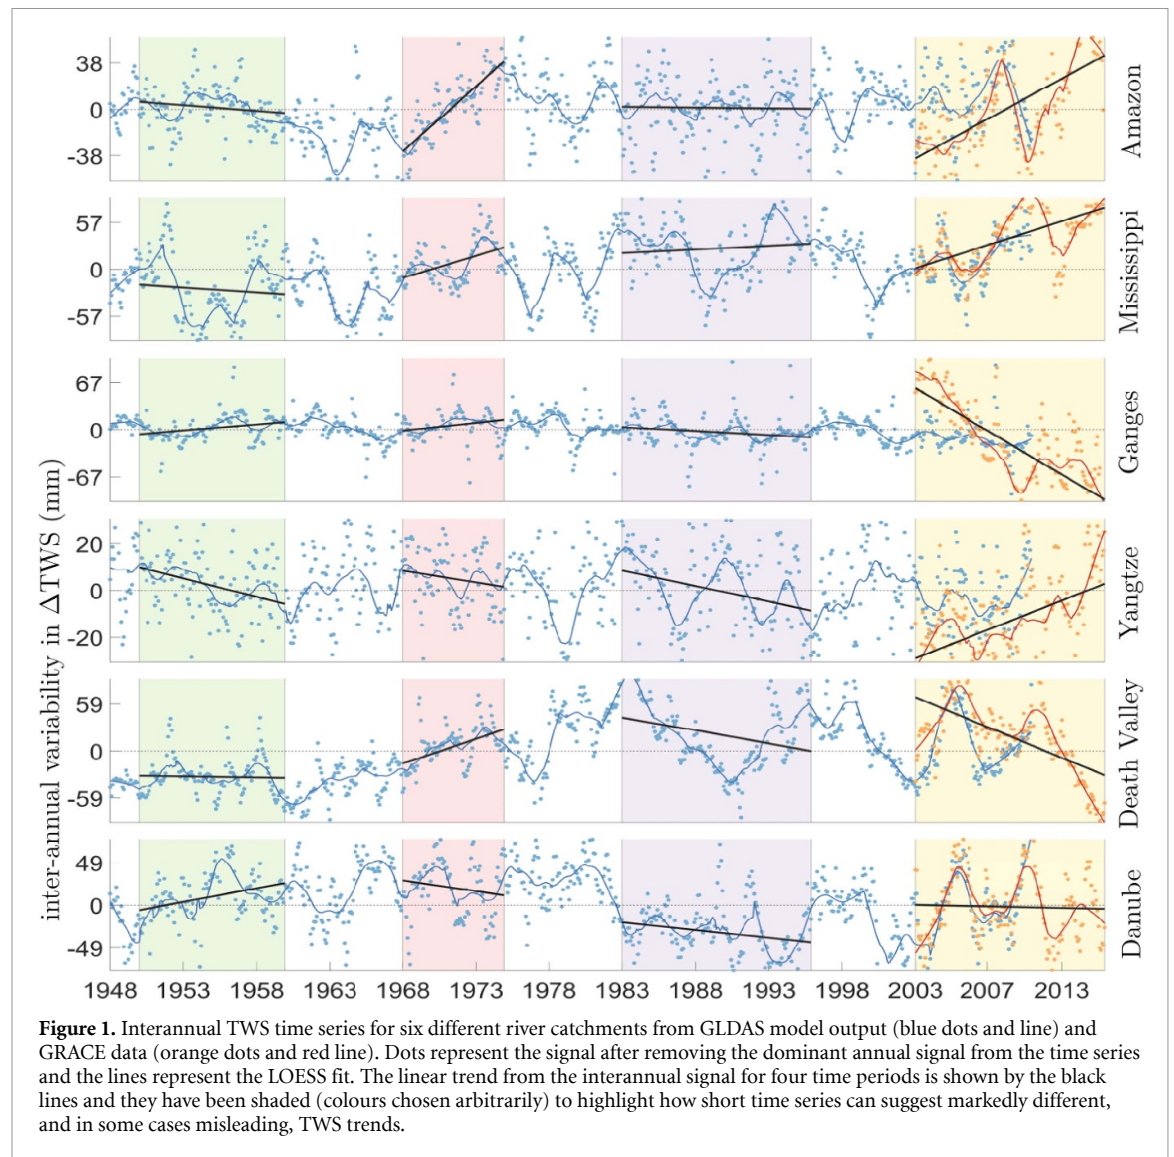 38
0
-38
Amazon
57
0
-57
Mississippi
67
0
-67
Ganges
20
0
-20
Yangtze
59
0
-59
Death Valley
49
0
-49
Danube
inter-annual variability in ΔTWS (mm)
1948 1953 1958 1963 1968 1973 1978 1983 1988 1993 1998 2003 2007 2013
Figure 1. Interannual TWS time series for six different river catchments from GLDAS model output (blue dots and line) and
GRACE data (orange dots and red line). Dots represent the signal after removing the dominant annual signal from the time series
and the lines represent the LOESS fit. The linear trend from the interannual signal for four time periods is shown by the black
lines and they have been shaded (colours chosen arbitrarily) to highlight how short time series can suggest markedly different,
and in some cases misleading, TWS trends.